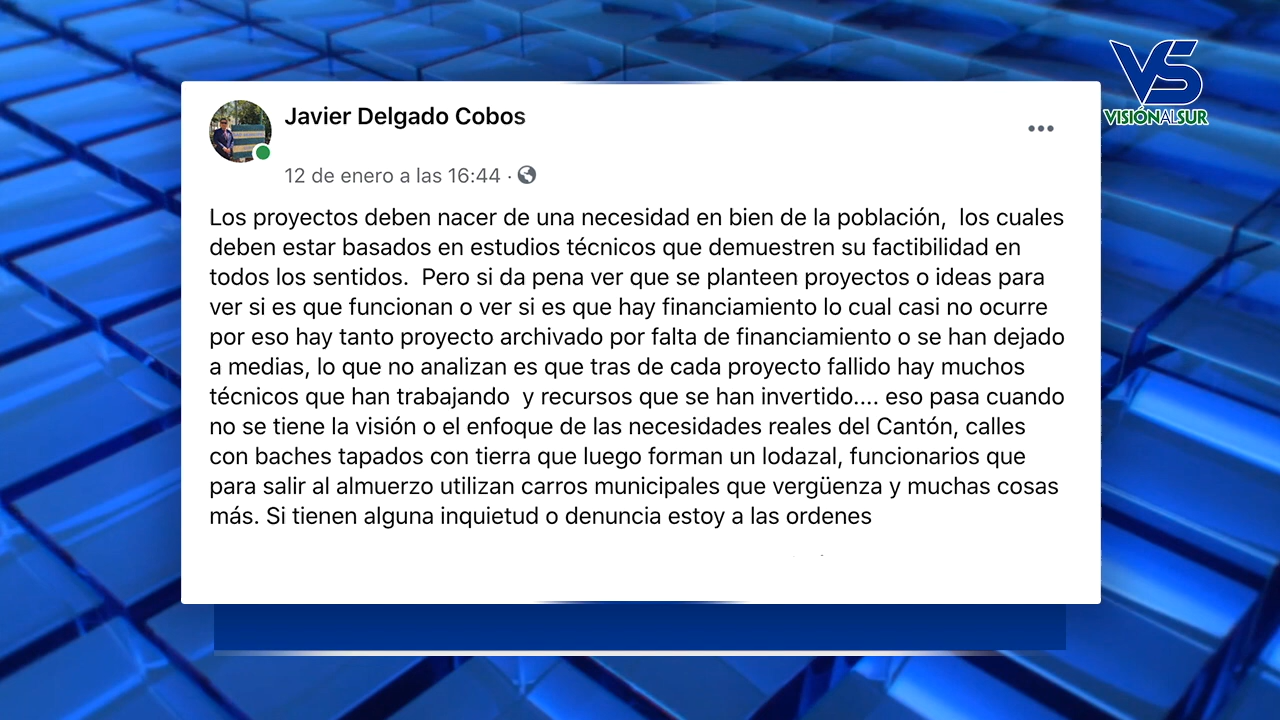 VS
VISIÓNALSUR
Javier Delgado Cobos
12 de enero a las 16:44 ·
Los proyectos deben nacer de una necesidad en bien de la población,  los cuales
deben estar basados en estudios técnicos que demuestren su factibilidad en
todos los sentidos.  Pero si da pena ver que se planteen proyectos o ideas para
ver si es que funcionan o ver si es que hay financiamiento lo cual casi no ocurre
por eso hay tanto proyecto archivado por falta de financiamiento o se han dejado
a medias, lo que no analizan es que tras de cada proyecto fallido hay muchos
técnicos que han trabajando  y recursos que se han invertido.... eso pasa cuando
no se tiene la visión o el enfoque de las necesidades reales del Cantón, calles
con baches tapados con tierra que luego forman un lodazal, funcionarios que
para salir al almuerzo utilizan carros municipales que vergüenza y muchas cosas
más. Si tienen alguna inquietud o denuncia estoy a las ordenes